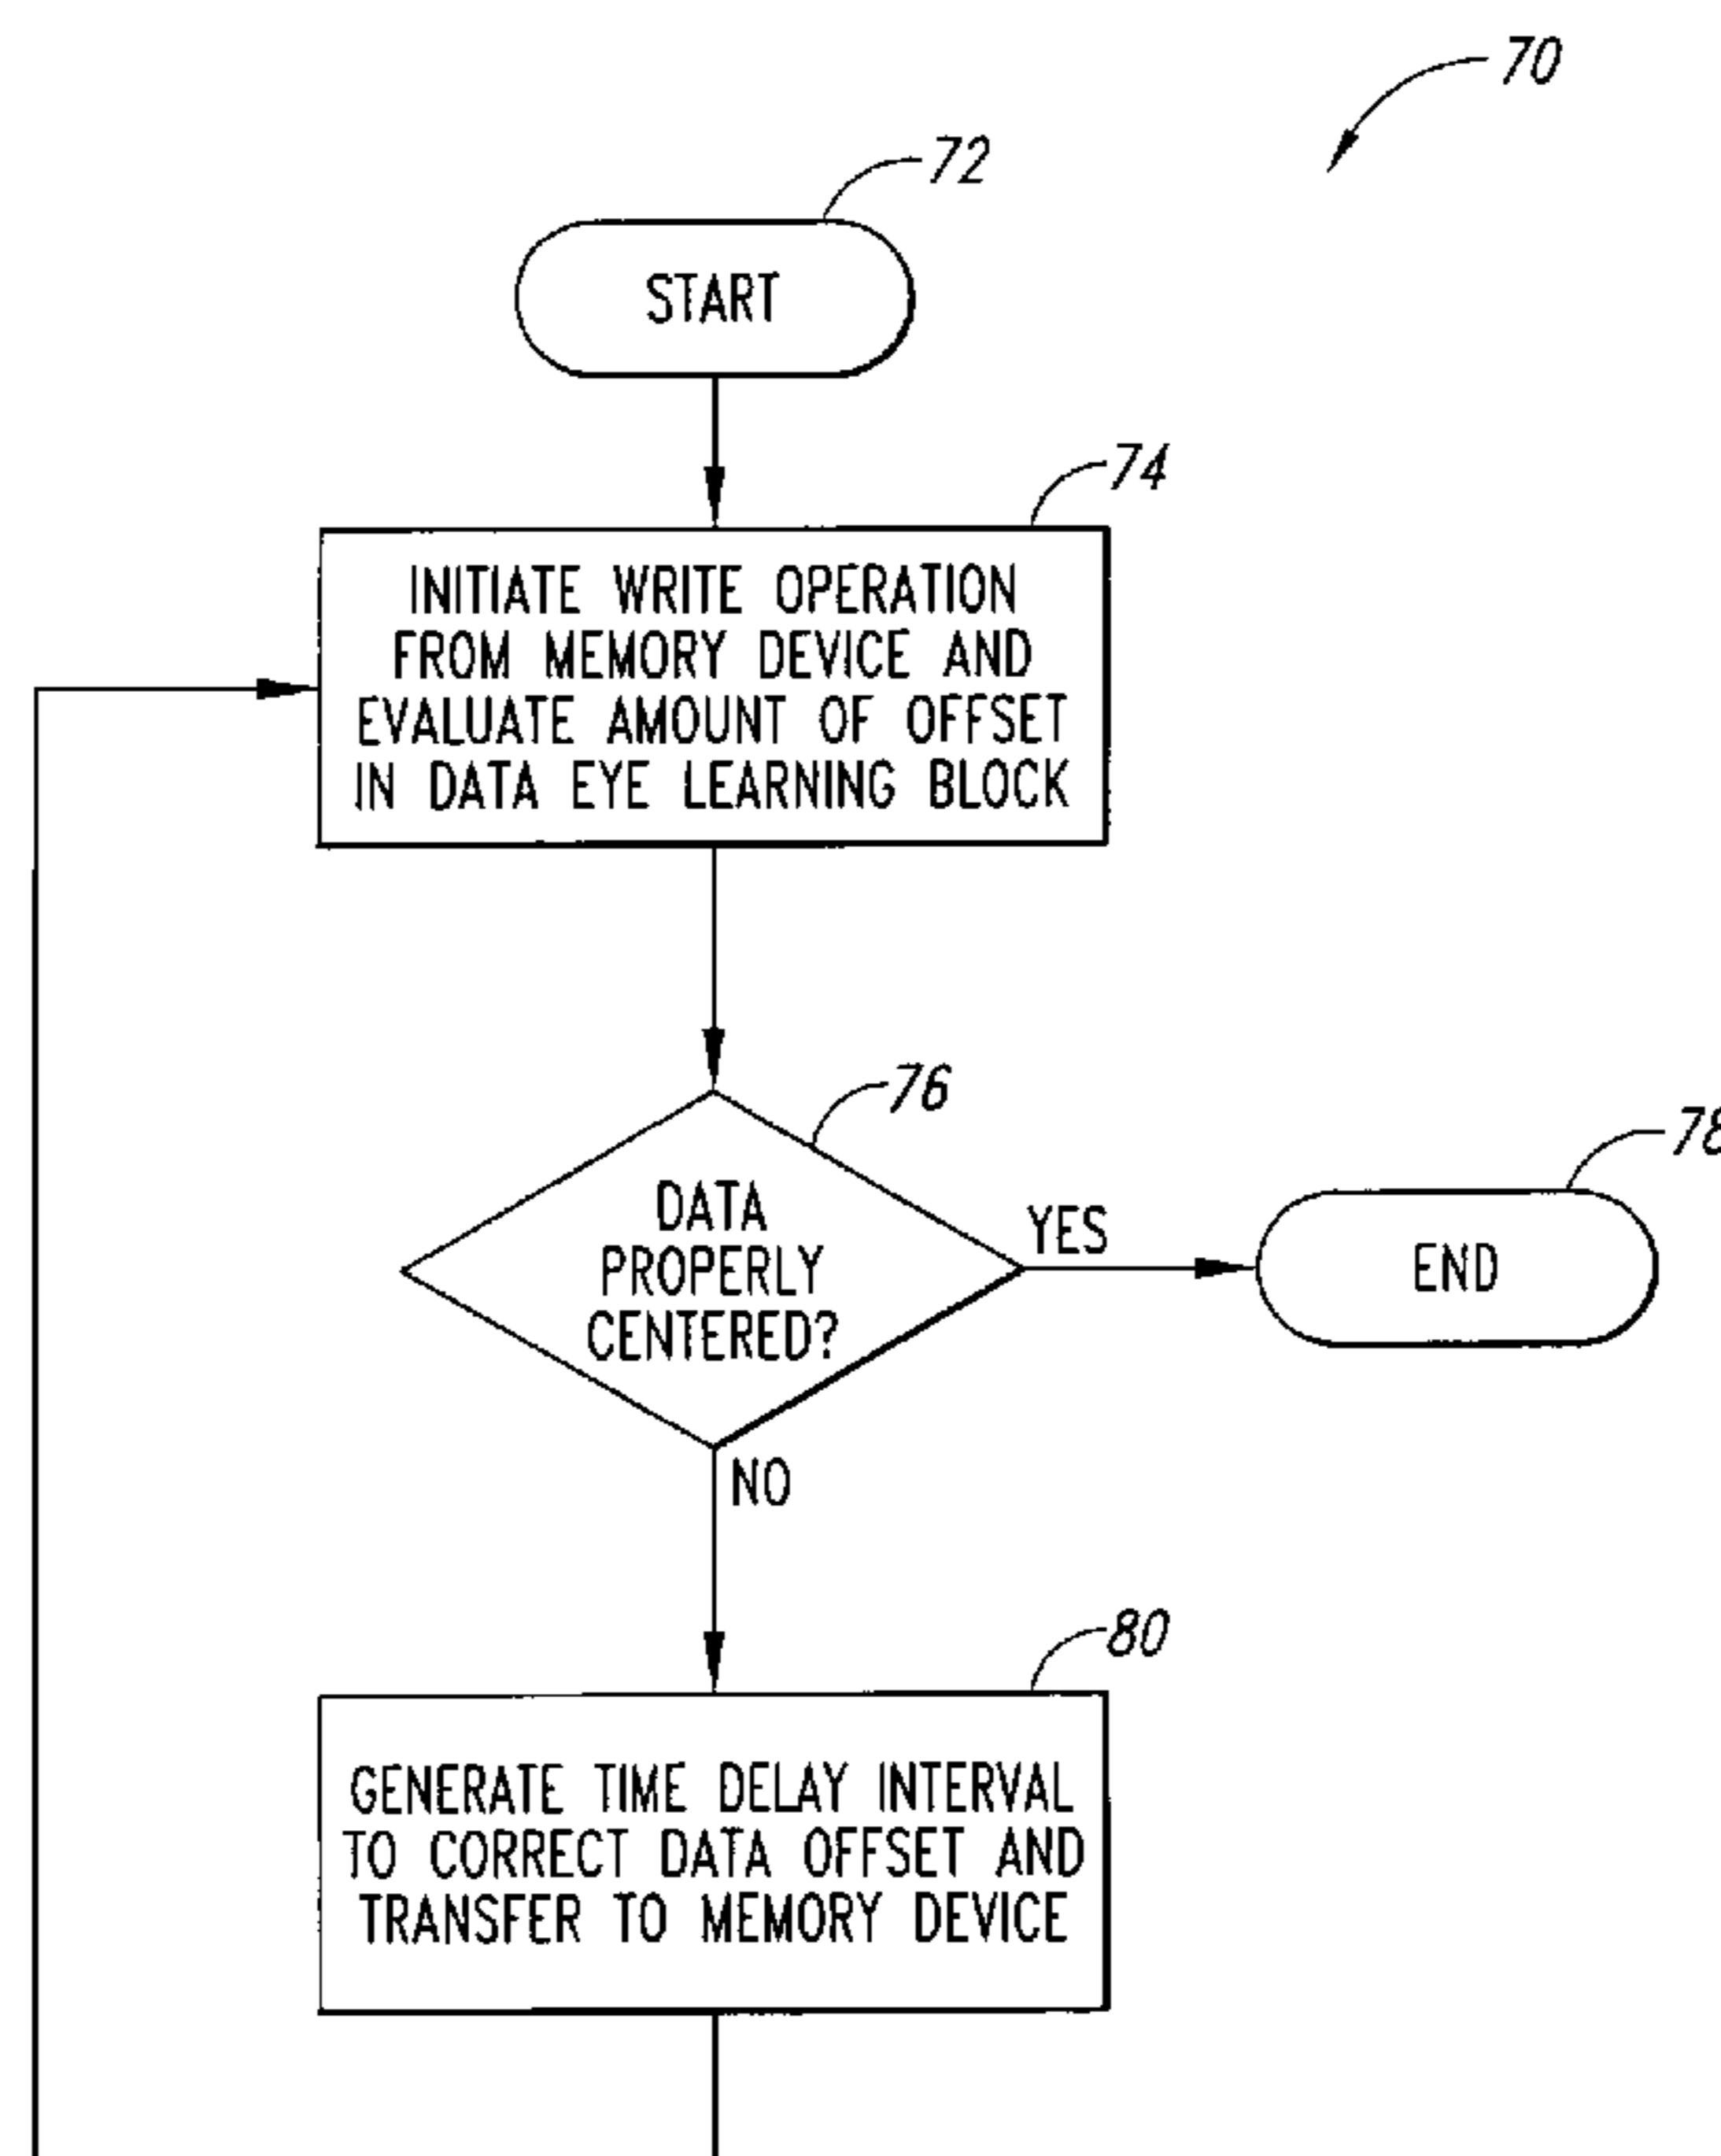 70
72
START
74
INITIATE WRITE OPERATION
FROM MEMORY DEVICE AND
EVALUATE AMOUNT OF OFFSET
IN DATA EYE LEARNING BLOCK
76
DATA
PROPERLY
CENTERED?
YES
78
END
NO
80
GENERATE TIME DELAY INTERVAL
TO CORRECT DATA OFFSET AND
TRANSFER TO MEMORY DEVICE